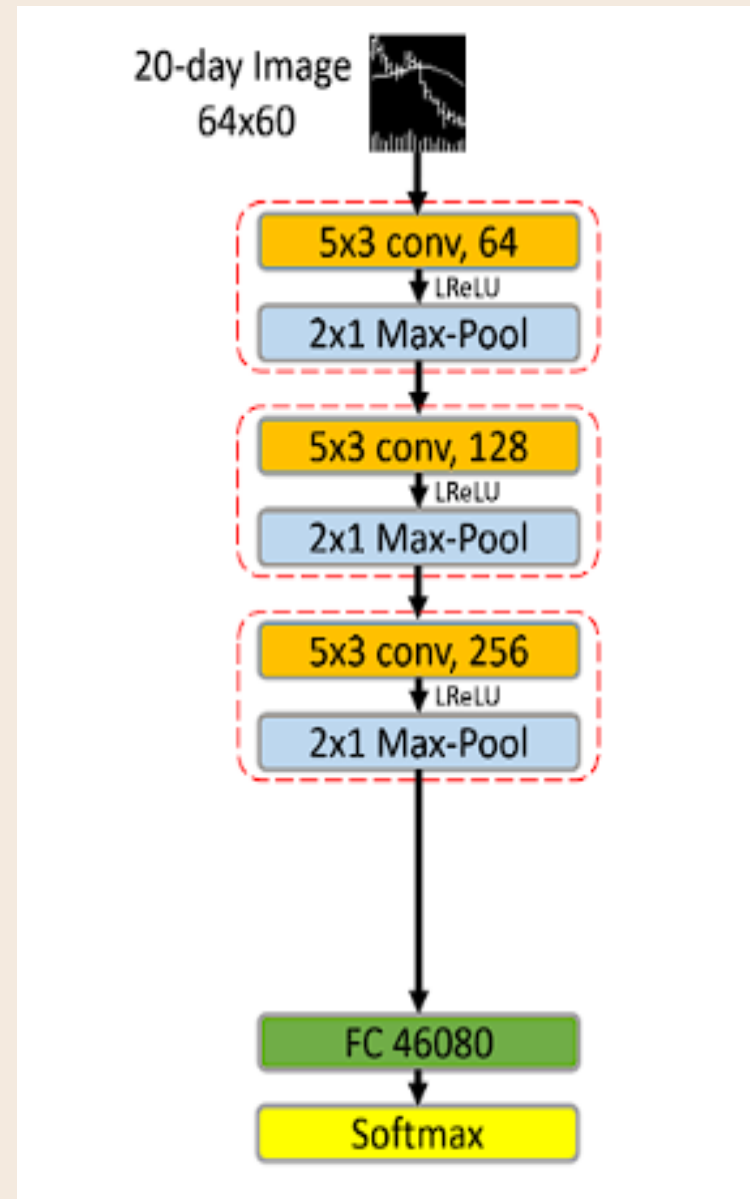 20-day Image
64x60
5x3 conv, 64
LReLU
2x1 Max-Pool
5x3 conv, 128
LReLU
2x1 Max-Pool
5x3 conv, 256
LReLU
2x1 Max-Pool
FC 46080
Softmax